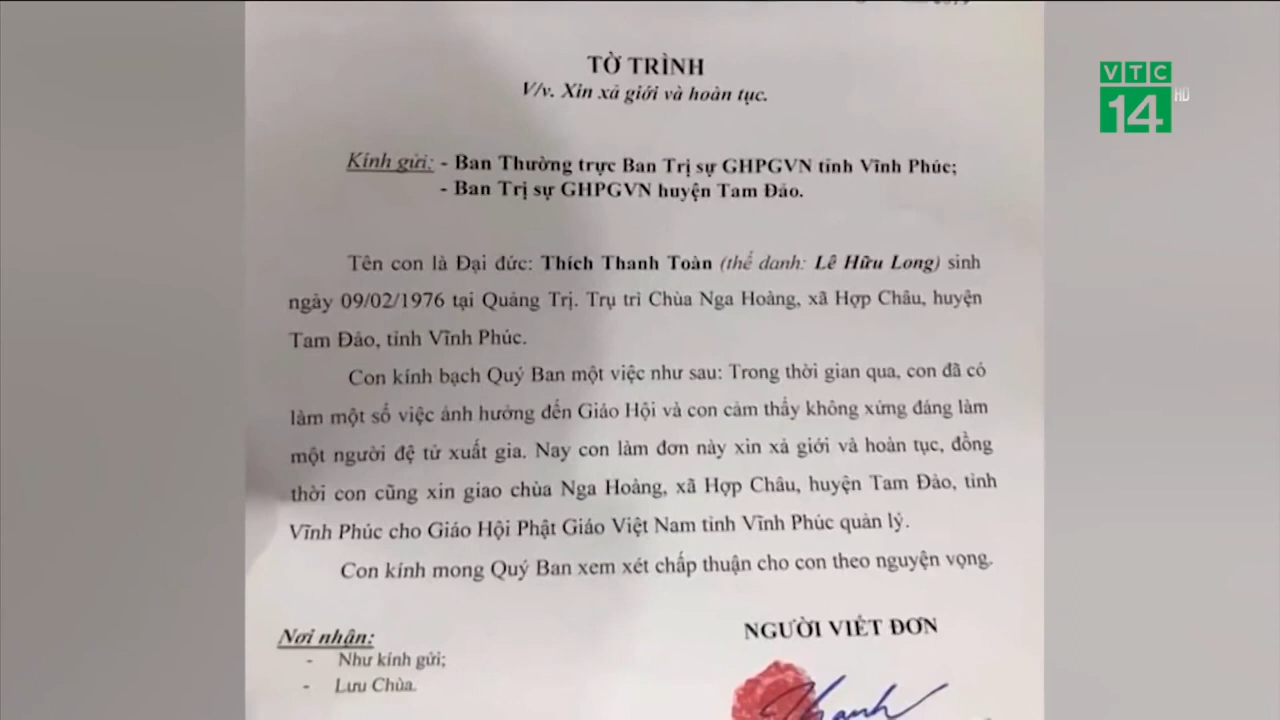 TỜ TRÌNH
V/v. Xin xả giới và hoàn tục.
Kính gửi: - Ban Thường trực Ban Trị sự GHPGVN tỉnh Vĩnh Phúc;
- Ban Trị sự GHPGVN huyện Tam Đảo.
Tên con là Đại đức: Thích Thanh Toàn (thế danh: Lê Hữu Long) sinh
ngày 09/02/1976 tại Quảng Trị. Trụ trì Chùa Nga Hoàng, xã Hợp Châu, huyện
Tam Đảo, tỉnh Vĩnh Phúc.
Con kính bạch Quý Ban một việc như sau: Trong thời gian qua, con đã có
làm một số việc ảnh hưởng đến Giáo Hội và con cảm thấy không xứng đáng làm
một người đệ tử xuất gia. Nay con làm đơn này xin xả giới và hoàn tục, đồng
thời con cũng xin giao chùa Nga Hoàng, xã Hợp Châu, huyện Tam Đảo, tỉnh
Vĩnh Phúc cho Giáo Hội Phật Giáo Việt Nam tỉnh Vĩnh Phúc quản lý.
Con kính mong Quý Ban xem xét chấp thuận cho con theo nguyện vọng.
Nơi nhận:
- Như kính gửi;
- Lưu Chùa.
NGƯỜI VIẾT ĐƠN
Thanh
VTC
14
HD